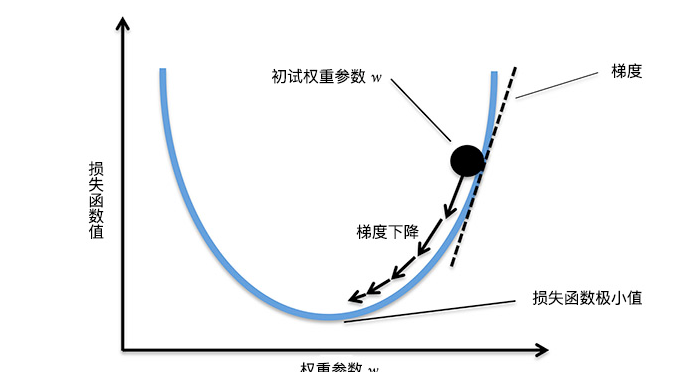 初试权重参数 w
梯度
损失函数值
梯度下降
损失函数极小值
权重参数 w